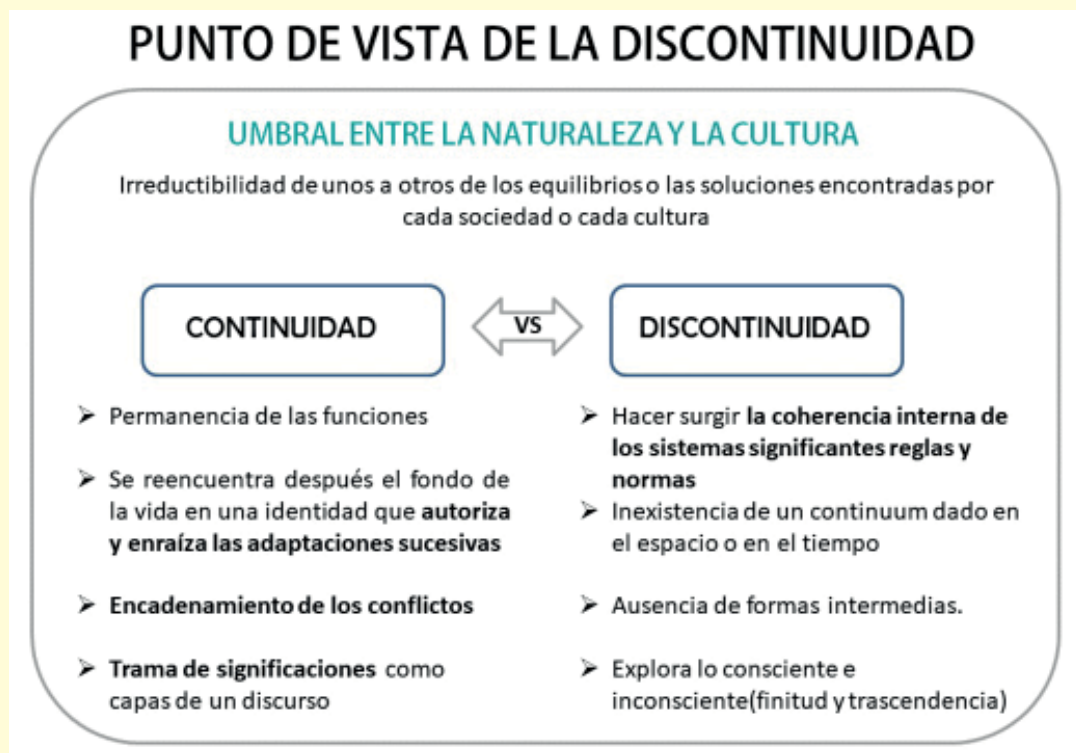 PUNTO DE VISTA DE LA DISCONTINUIDAD
UMBRAL ENTRE LA NATURALEZA Y LA CULTURA
Irreductibilidad de unos a otros de los equilibrios o las soluciones encontradas por
cada sociedad o cada cultura
CONTINUIDAD
VS
DISCONTINUIDAD
➢ Permanencia de las funciones
➢ Se reencuentra después el fondo de
la vida en una identidad que autoriza
y enraíza las adaptaciones sucesivas
➢ Encadenamiento de los conflictos
➢ Trama de significaciones como
capas de un discurso
➢ Hacer surgir la coherencia interna de
los sistemas significantes reglas y
normas
➢ Inexistencia de un continuum dado en
el espacio o en el tiempo
➢ Ausencia de formas intermedias.
➢ Explora lo consciente e
inconsciente(finitud y trascendencia)